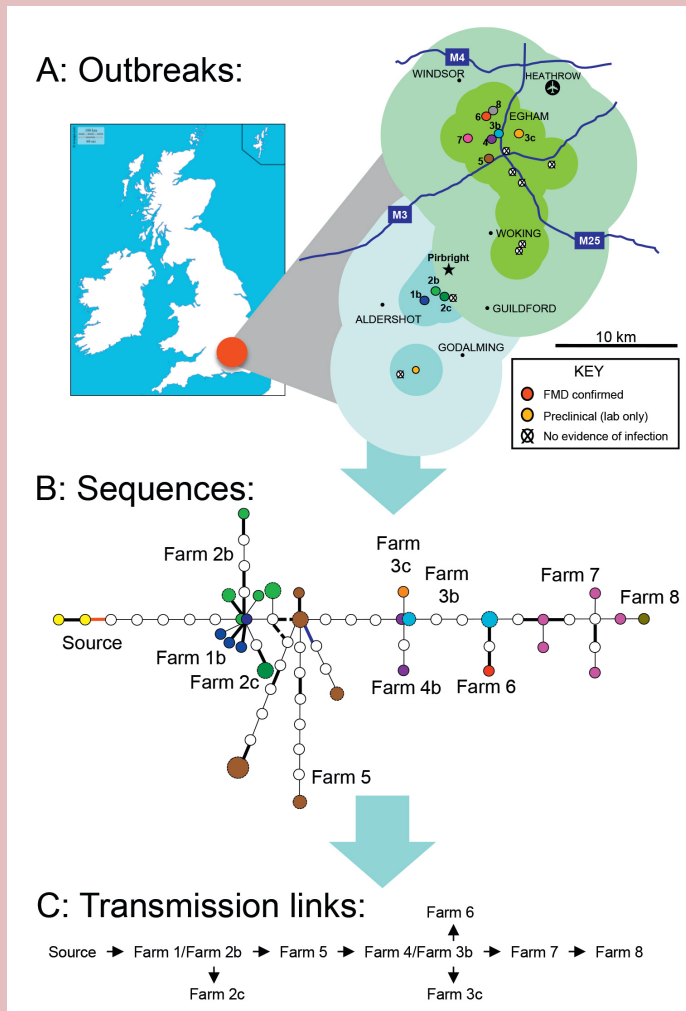 A: Outbreaks:
M4
WINDSOR
HEATHROW
8
6
EGHAM
3b
7
4
3c
5
M3
WOKING
M25
Pirbright
2b
1b
2c
ALDERSHOT
GUILDFORD
GODALMING
10 km
KEY
FMD confirmed
Preclinical (lab only)
No evidence of infection
B: Sequences:
Farm 2b
Farm
3c
Farm
3b
Farm 7
Farm 8
Source
Farm 1b
Farm 2c
Farm 4b
Farm 6
Farm 5
C: Transmission links:
Farm 6
Source
Farm 1/Farm 2b
Farm 5
Farm 4/Farm 3b
Farm 7
Farm 8
Farm 2c
Farm 3c